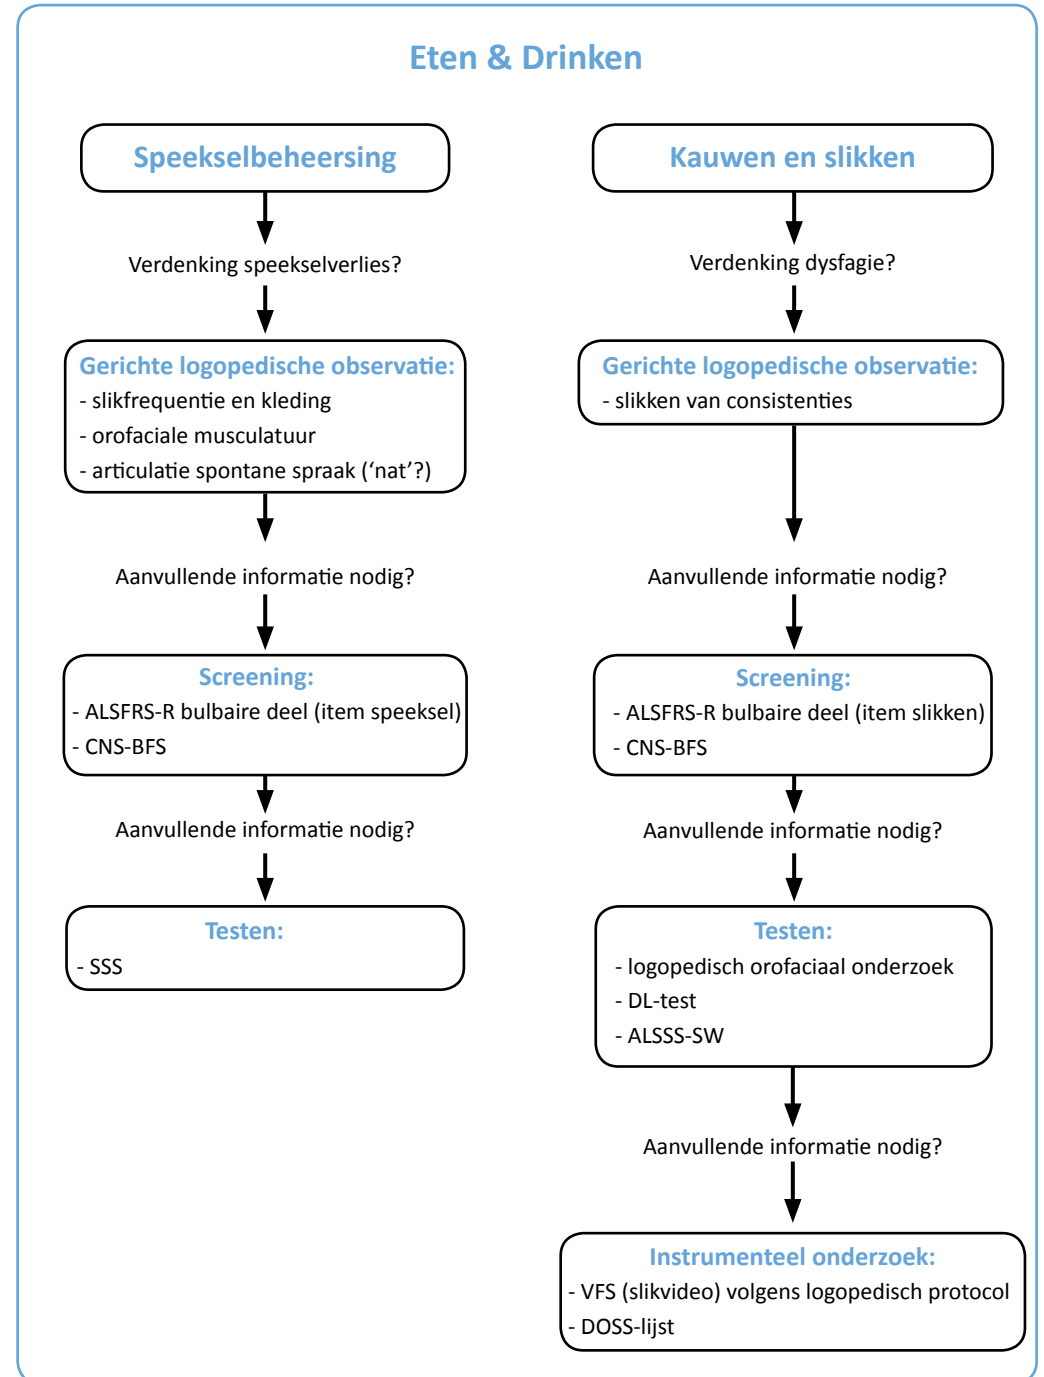 Eten & Drinken
Speekselbeheersing
Verdenking speekselverlies?
Gerichte logopedische observatie:
- slikfrequentie en kleding
- orofaciale musculatuur
- articulatie spontane spraak (‘nat’?)
Aanvullende informatie nodig?
Screening:
- ALSFRS-R bulbaire deel (item speeksel)
- CNS-BFS
Aanvullende informatie nodig?
Testen:
- SSS
Kauwen en slikken
Verdenking dysfagie?
Gerichte logopedische observatie:
- slikken van consistenties
Aanvullende informatie nodig?
Screening:
- ALSFRS-R bulbaire deel (item slikken)
- CNS-BFS
Aanvullende informatie nodig?
Testen:
- logopedisch orofaciaal onderzoek
- DL-test
- ALSSS-SW
Aanvullende informatie nodig?
Instrumenteel onderzoek:
- VFS (slikvideo) volgens logopedisch protocol
- DOSS-lijst